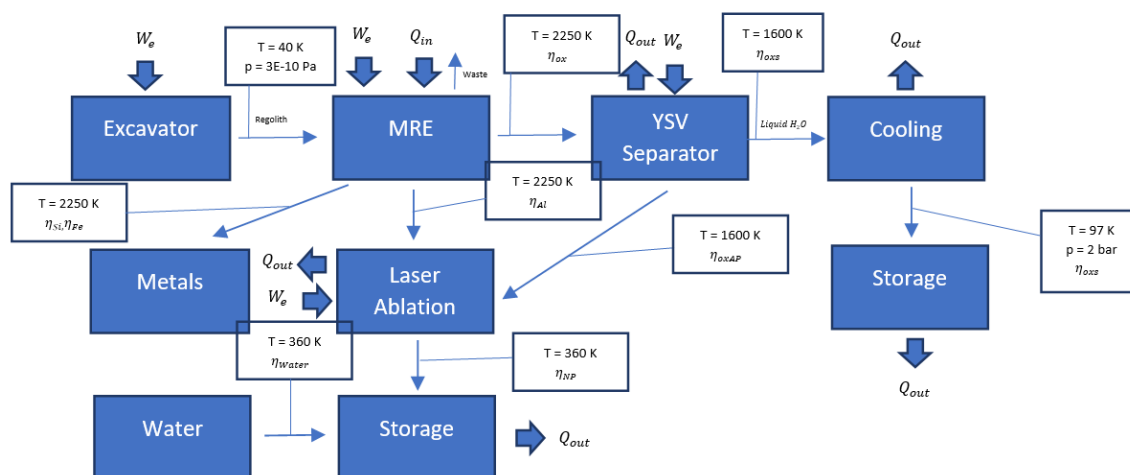 W_e
T = 40 K
p = 3E-10 Pa
W_e
Q_in
Waste
T = 2250 K
η_ox
Q_out
W_e
T = 1600 K
η_oxs
Q_out
Excavator
Regolith
MRE
YSV
Separator
Liquid H₂O
Cooling
T = 2250 K
η_Si,η_Fe
T = 2250 K
η_Al
T = 1600 K
η_oxAP
T = 97 K
p = 2 bar
η_oxs
Metals
Q_out
W_e
Laser
Ablation
Storage
T = 360 K
η_Water
T = 360 K
η_NP
Q_out
Water
Storage
Q_out